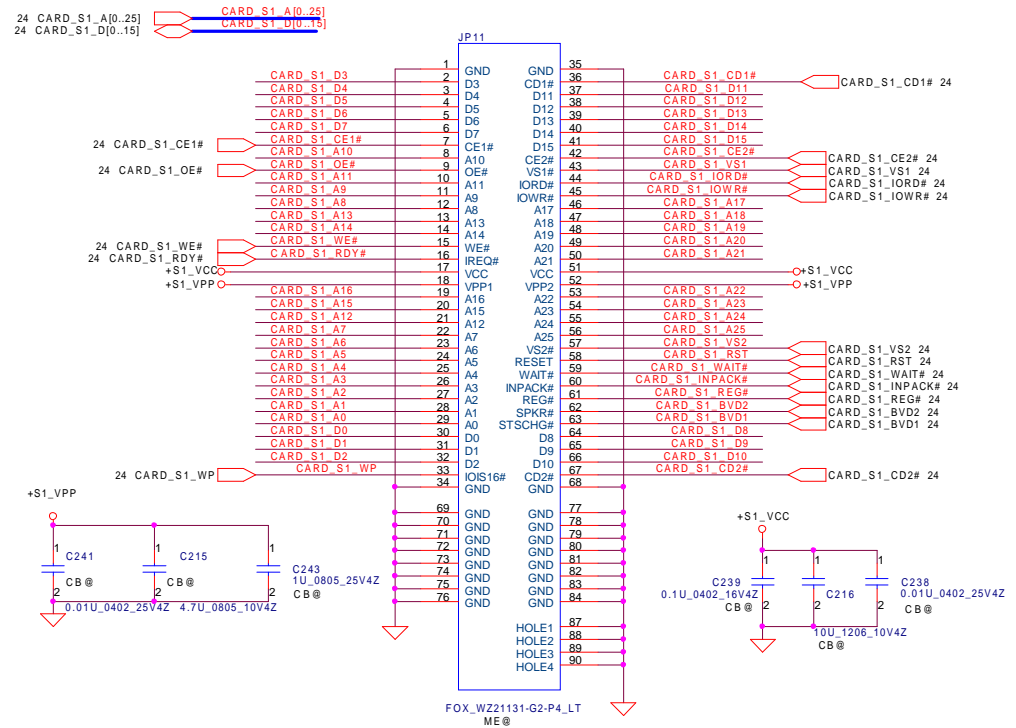 24 CARD_S1_A[0..25] CARD_S1_A[0..25]
24 CARD_S1_D[0..15] CARD_S1_D[0..15]
JP11
1 GND GND 35
CARD_S1_D3 2 D3 CD1# 36 CARD_S1_CD1# CARD_S1_CD1# 24
CARD_S1_D4 3 D4 D11 37 CARD_S1_D11
CARD_S1_D5 4 D5 D12 38 CARD_S1_D12
CARD_S1_D6 5 D6 D13 39 CARD_S1_D13
CARD_S1_D7 6 D7 D14 40 CARD_S1_D14
24 CARD_S1_CE1# CARD_S1_CE1# 7 CE1# D15 41 CARD_S1_D15
CARD_S1_A10 8 A10 CE2# 42 CARD_S1_CE2# CARD_S1_CE2# 24
24 CARD_S1_OE# CARD_S1_OE# 9 OE# VS1# 43 CARD_S1_VS1 CARD_S1_VS1 24
CARD_S1_A11 10 A11 IORD# 44 CARD_S1_IORD# CARD_S1_IORD# 24
CARD_S1_A9 11 A9 IOWR# 45 CARD_S1_IOWR# CARD_S1_IOWR# 24
CARD_S1_A8 12 A8 A17 46 CARD_S1_A17
CARD_S1_A13 13 A13 A18 47 CARD_S1_A18
CARD_S1_A14 14 A14 A19 48 CARD_S1_A19
24 CARD_S1_WE# CARD_S1_WE# 15 WE# A20 49 CARD_S1_A20
24 CARD_S1_RDY# CARD_S1_RDY# 16 IREQ# A21 50 CARD_S1_A21
+S1_VCC 17 VCC VCC 51 +S1_VCC
+S1_VPP 18 VPP1 VPP2 52 +S1_VPP
CARD_S1_A16 19 A16 A22 53 CARD_S1_A22
CARD_S1_A15 20 A15 A23 54 CARD_S1_A23
CARD_S1_A12 21 A12 A24 55 CARD_S1_A24
CARD_S1_A7 22 A7 A25 56 CARD_S1_A25
CARD_S1_A6 23 A6 VS2# 57 CARD_S1_VS2 CARD_S1_VS2 24
CARD_S1_A5 24 A5 RESET 58 CARD_S1_RST CARD_S1_RST 24
CARD_S1_A4 25 A4 WAIT# 59 CARD_S1_WAIT# CARD_S1_WAIT# 24
CARD_S1_A3 26 A3 INPACK# 60 CARD_S1_INPACK# CARD_S1_INPACK# 24
CARD_S1_A2 27 A2 REG# 61 CARD_S1_REG# CARD_S1_REG# 24
CARD_S1_A1 28 A1 SPKR# 62 CARD_S1_BVD2 CARD_S1_BVD2 24
CARD_S1_A0 29 A0 STSCHG# 63 CARD_S1_BVD1 CARD_S1_BVD1 24
CARD_S1_D0 30 D0 D8 64 CARD_S1_D8
CARD_S1_D1 31 D1 D9 65 CARD_S1_D9
CARD_S1_D2 32 D2 D10 66 CARD_S1_D10
24 CARD_S1_WP CARD_S1_WP 33 IOIS16# CD2# 67 CARD_S1_CD2# CARD_S1_CD2# 24
34 GND GND 68
69 GND GND 77
70 GND GND 78
71 GND GND 79
72 GND GND 80
73 GND GND 81
74 GND GND 82
75 GND GND 83
76 GND GND 84
HOLE1 87
HOLE2 88
HOLE3 89
HOLE4 90
FOX_WZ21131-G2-P4_LT
ME@
+S1_VPP
1 1 1
C241 C215 C243
1U_0805_25V4Z
CB@ CB@ CB@
2 2 2
0.01U_0402_25V4Z 4.7U_0805_10V4Z
+S1_VCC
1 1 1
C239 C216 C238
0.1U_0402_16V4Z 0.01U_0402_25V4Z
CB@ CB@
2 2 2
10U_1206_10V4Z
CB@